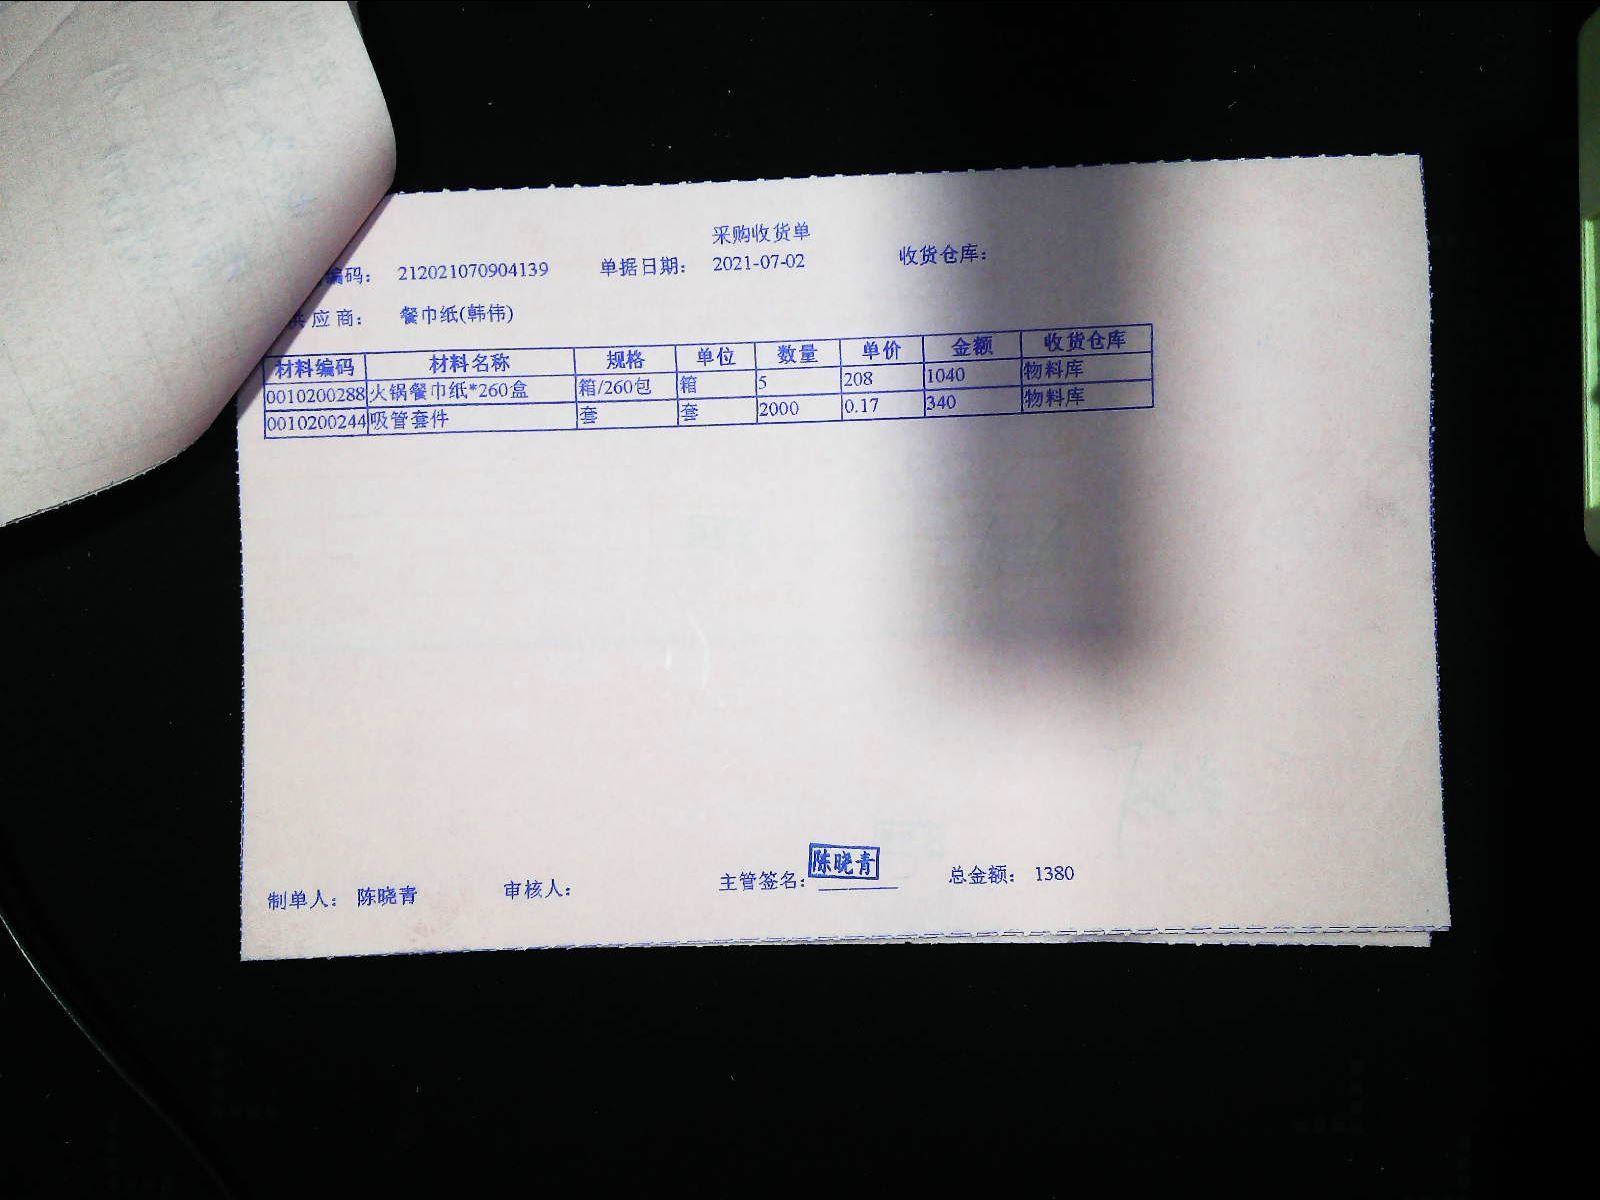 采购收货单
编码： 212021070904139 单据日期： 2021-07-02 收货仓库：
供应商： 餐巾纸(韩伟)
材料编码 材料名称 规格 单位 数量 单价 金额 收货仓库
0010200288 火锅餐巾纸*260盒 箱/260包 箱 5 208 1040 物料库
0010200244 吸管套件 套 套 2000 0.17 340 物料库
制单人： 陈晓青 审核人： 主管签名： 陈晓青 总金额： 1380